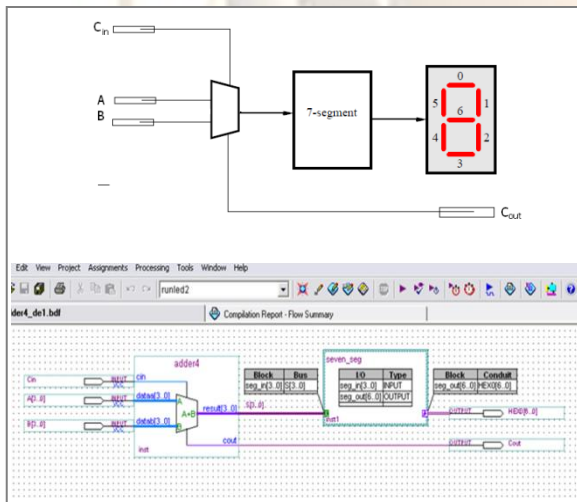 Cin
A
B
7-segment
0
5 1
6
4 2
3
Cout
Edit View Project Assignments Processing Tools Window Help
runled2
der4_de1.bdf
Compilation Report - Flow Summary
adder4
seven_seg
Block Bus
seg_in[3..0] S[3..0]
I/O Type
seg_in[3..0] INPUT
seg_out[6..0] OUTPUT
Block Conduit
seg_out[6..0] HEX0[6..0]
Cin INPUT VCC cin
A[3..0] INPUT VCC dataa[3..0]
A
A+B
result[3..0]
S[3..0]
inst1
OUTPUT HEX0[6..0]
B[3..0] INPUT VCC datab[3..0]
B
cout
OUTPUT Cout
inst